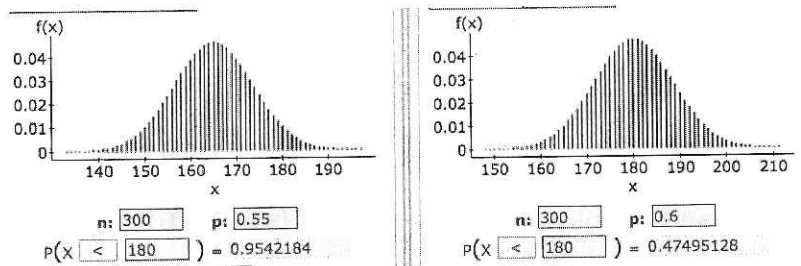 f(x)
0.04
0.03
0.02
0.01
0
140 150 160 170 180 190
x
n: 300 p: 0.55
P(X < 180 ) = 0.9542184
f(x)
0.04
0.03
0.02
0.01
0
150 160 170 180 190 200 210
x
n: 300 p: 0.6
P(X < 180 ) = 0.47495128